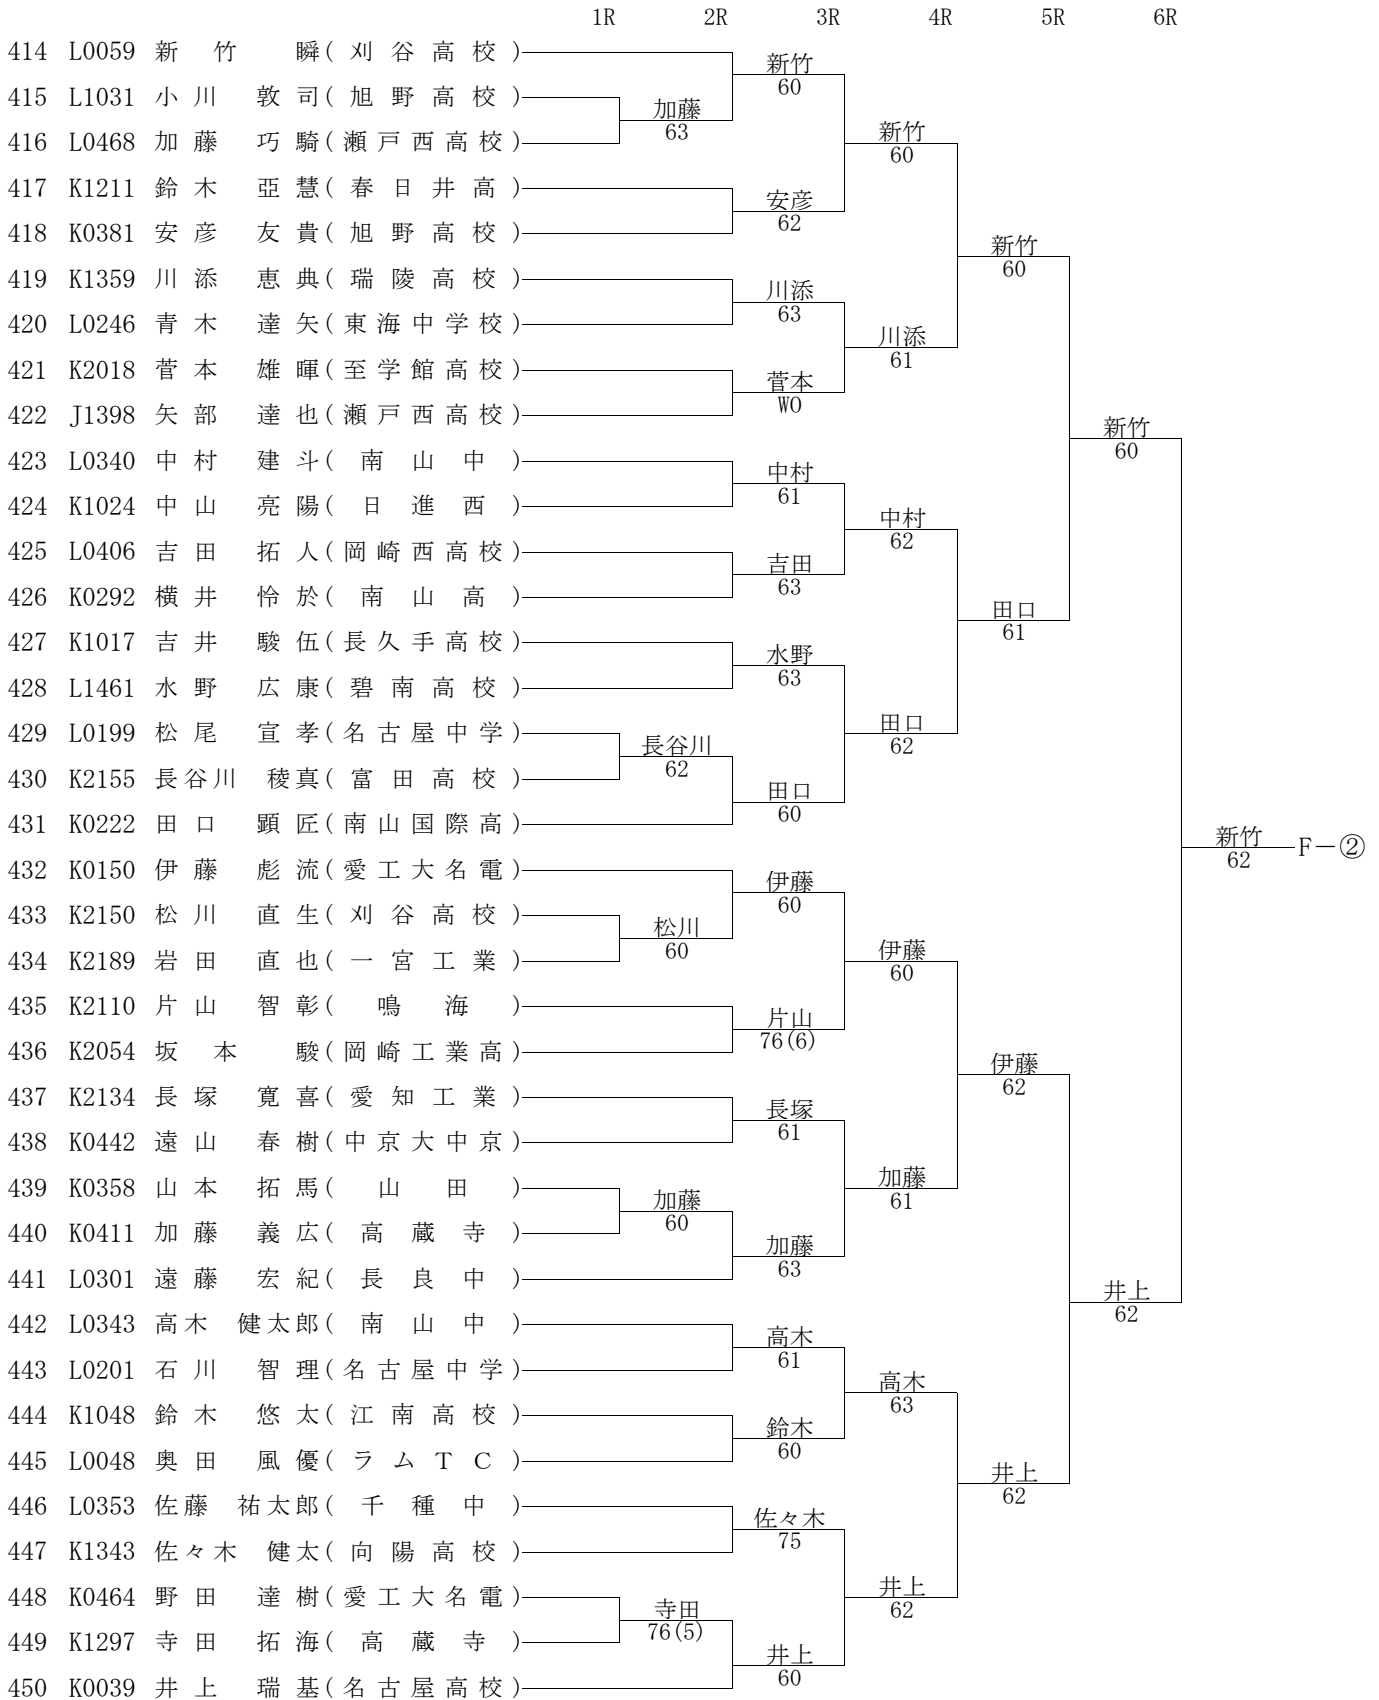 1R 2R 3R 4R 5R 6R
414 L0059 新竹 瞬(刈谷高校)
新竹
60
415 L1031 小川 敦司(旭野高校)
加藤
63
416 L0468 加藤 巧騎(瀬戸西高校)
新竹
60
417 K1211 鈴木 亜慧(春日井高)
安彦
62
418 K0381 安彦 友貴(旭野高校)
新竹
60
419 K1359 川添 恵典(瑞陵高校)
川添
63
420 L0246 青木 達矢(東海中学校)
川添
61
421 K2018 菅本 雄暉(至学館高校)
菅本
WO
422 J1398 矢部 達也(瀬戸西高校)
新竹
60
423 L0340 中村 建斗(南山中)
中村
61
424 K1024 中山 亮陽(日進西)
中村
62
425 L0406 吉田 拓人(岡崎西高校)
吉田
63
426 K0292 横井 怜於(南山高)
田口
61
427 K1017 吉井 駿伍(長久手高校)
水野
63
428 L1461 水野 広康(碧南高校)
田口
62
429 L0199 松尾 宣孝(名古屋中学)
長谷川
62
430 K2155 長谷川 稜真(富田高校)
田口
60
431 K0222 田口 顕匠(南山国際高)
新竹
62
F－②
432 K0150 伊藤 彪流(愛工大名電)
伊藤
60
433 K2150 松川 直生(刈谷高校)
松川
60
434 K2189 岩田 直也(一宮工業)
伊藤
60
435 K2110 片山 智彰(鳴海)
片山
76(6)
436 K2054 坂本 駿(岡崎工業高)
伊藤
62
437 K2134 長塚 寛喜(愛知工業)
長塚
61
438 K0442 遠山 春樹(中京大中京)
加藤
61
439 K0358 山本 拓馬(山田)
加藤
60
440 K0411 加藤 義広(高蔵寺)
加藤
63
441 L0301 遠藤 宏紀(長良中)
井上
62
442 L0343 高木 健太郎(南山中)
高木
61
443 L0201 石川 智理(名古屋中学)
高木
63
444 K1048 鈴木 悠太(江南高校)
鈴木
60
445 L0048 奥田 風優(ラムTC)
井上
62
446 L0353 佐藤 祐太郎(千種中)
佐々木
75
447 K1343 佐々木 健太(向陽高校)
井上
62
448 K0464 野田 達樹(愛工大名電)
寺田
76(5)
449 K1297 寺田 拓海(高蔵寺)
井上
60
450 K0039 井上 瑞基(名古屋高校)